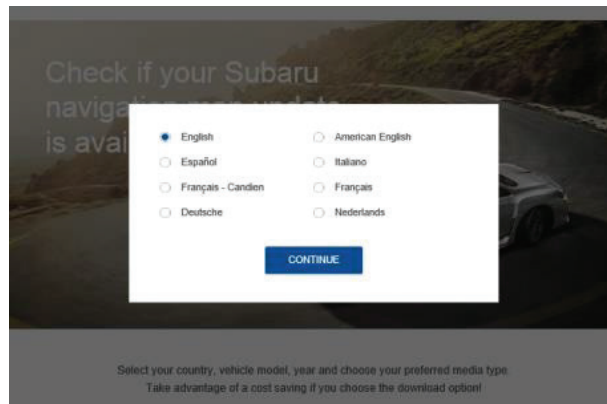 Check if your Subaru
is avai
English
American English
Español
Italiano
Français - Candien
Français
Deutsche
Nederlands
CONTINUE
Select your country, vehicle model, year and choose your preferred media type.
Take advantage of a cost saving if you choose the download option!